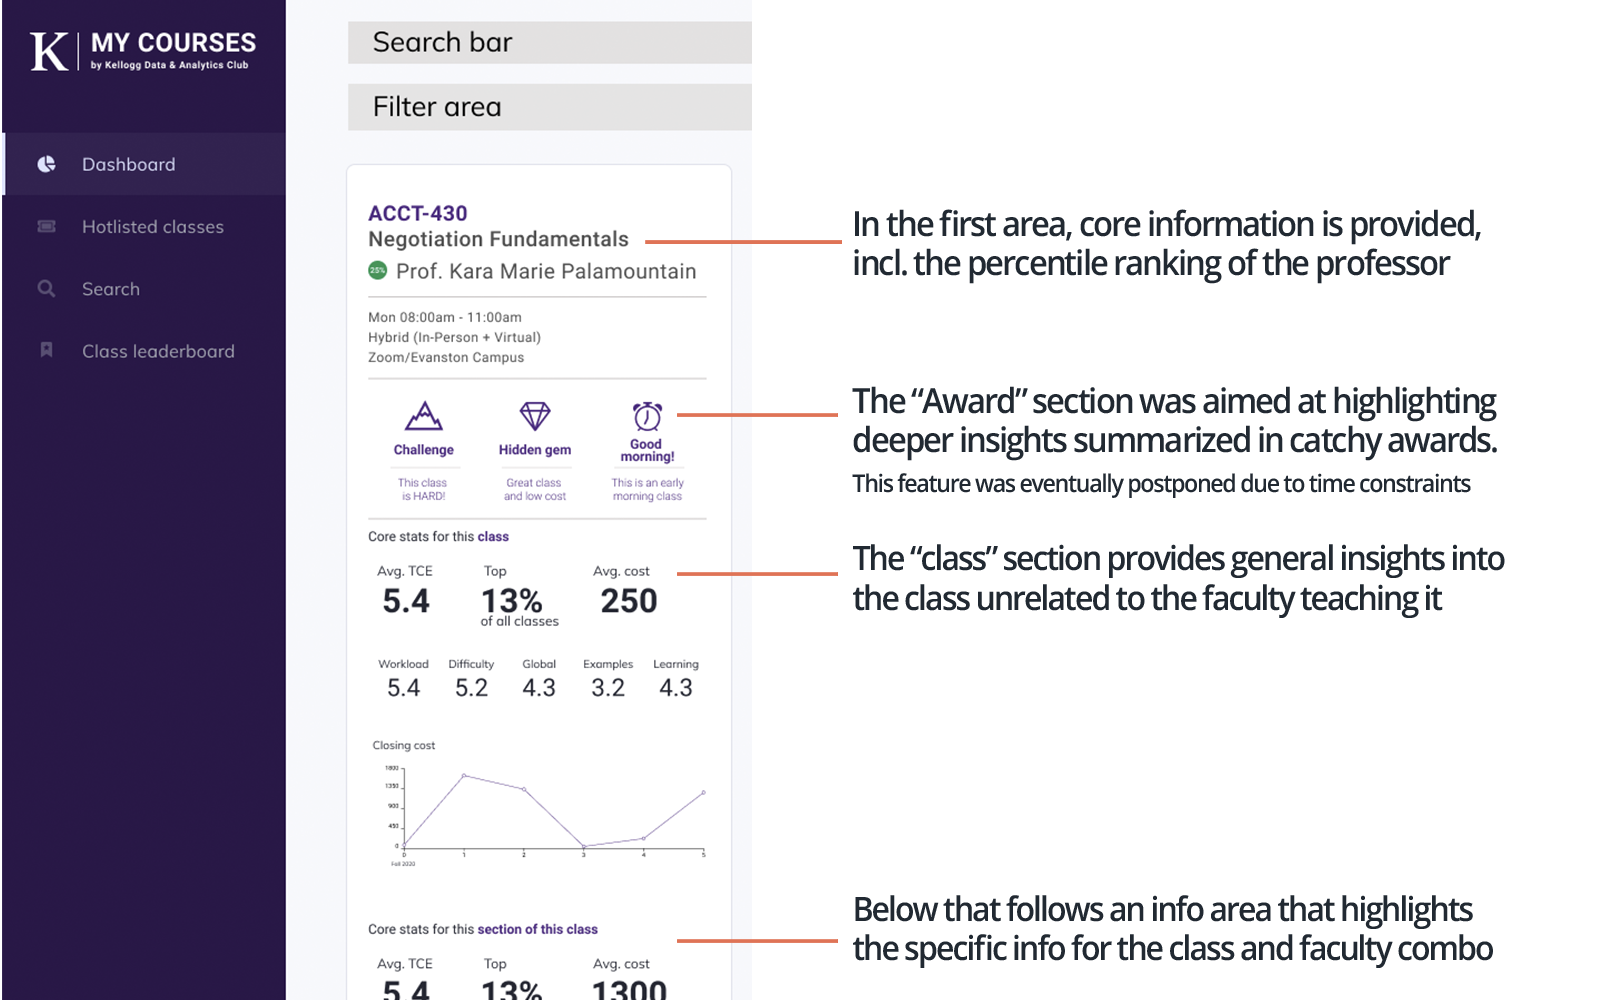 K
MY COURSES
by Kellogg Data & Analytics Club
Dashboard
Hotlisted classes
Search
Class leaderboard
Search bar
Filter area
ACCT-430
Negotiation Fundamentals
25% Prof. Kara Marie Palamountain
Mon 08:00am - 11:00am
Hybrid (In-Person + Virtual)
Zoom/Evanston Campus
Challenge
This class
is HARD!
Hidden gem
Great class
and low cost
Good
morning!
This is an early
morning class
Core stats for this class
Avg. TCE Top Avg. cost
5.4 13% 250
of all classes
Workload Difficulty Global Examples Learning
5.4 5.2 4.3 3.2 4.3
Closing cost
1800
1350
900
450
0
0 1 2 3 4 5
Fall 2020
Core stats for this section of this class
Avg. TCE Top Avg. cost
5.4 13% 1300
In the first area, core information is provided,
incl. the percentile ranking of the professor
The “Award” section was aimed at highlighting
deeper insights summarized in catchy awards.
This feature was eventually postponed due to time constraints
The “class” section provides general insights into
the class unrelated to the faculty teaching it
Below that follows an info area that highlights
the specific info for the class and faculty combo